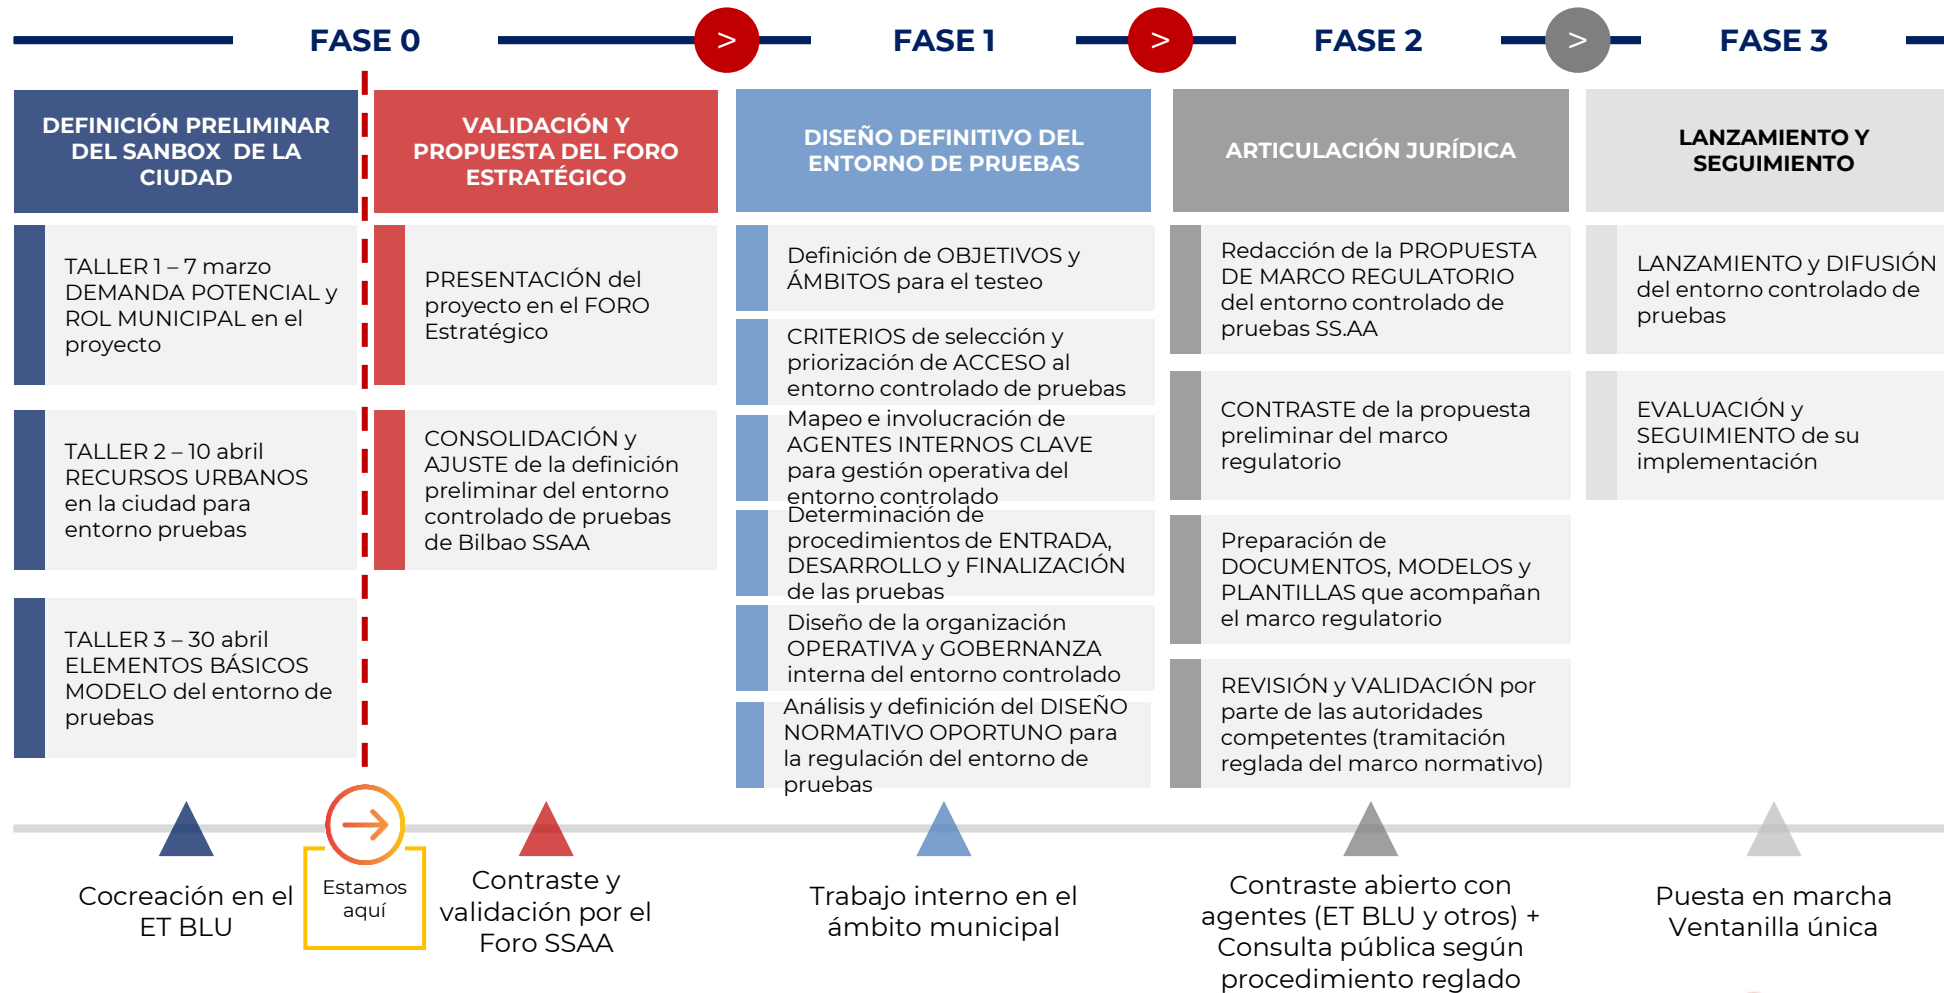 FASE 0
>
FASE 1
>
FASE 2
>
FASE 3
DEFINICIÓN PRELIMINAR
DEL SANBOX DE LA
CIUDAD
VALIDACIÓN Y
PROPUESTA DEL FORO
ESTRATÉGICO
DISEÑO DEFINITIVO DEL
ENTORNO DE PRUEBAS
ARTICULACIÓN JURÍDICA
LANZAMIENTO Y
SEGUIMIENTO
TALLER 1 – 7 marzo
DEMANDA POTENCIAL y
ROL MUNICIPAL en el
proyecto
TALLER 2 – 10 abril
RECURSOS URBANOS
en la ciudad para
entorno pruebas
TALLER 3 – 30 abril
ELEMENTOS BÁSICOS
MODELO del entorno de
pruebas
PRESENTACIÓN del
proyecto en el FORO
Estratégico
CONSOLIDACIÓN y
AJUSTE de la definición
preliminar del entorno
controlado de pruebas
de Bilbao SSAA
Definición de OBJETIVOS y
ÁMBITOS para el testeo
CRITERIOS de selección y
priorización de ACCESO al
entorno controlado de pruebas
Mapeo e involucración de
AGENTES INTERNOS CLAVE
para gestión operativa del
entorno controlado
Determinación de
procedimientos de ENTRADA,
DESARROLLO y FINALIZACIÓN
de las pruebas
Diseño de la organización
OPERATIVA y GOBERNANZA
interna del entorno controlado
Análisis y definición del DISEÑO
NORMATIVO OPORTUNO para
la regulación del entorno de
pruebas
Redacción de la PROPUESTA
DE MARCO REGULATORIO
del entorno controlado de
pruebas SS.AA
CONTRASTE de la propuesta
preliminar del marco
regulatorio
Preparación de
DOCUMENTOS, MODELOS y
PLANTILLAS que acompañan
el marco regulatorio
REVISIÓN y VALIDACIÓN por
parte de las autoridades
competentes (tramitación
reglada del marco normativo)
LANZAMIENTO y DIFUSIÓN
del entorno controlado de
pruebas
EVALUACIÓN y
SEGUIMIENTO de su
implementación
Cocreación en el
ET BLU
Estamos
aquí
Contraste y
validación por el
Foro SSAA
Trabajo interno en el
ámbito municipal
Contraste abierto con
agentes (ET BLU y otros) +
Consulta pública según
procedimiento reglado
Puesta en marcha
Ventanilla única